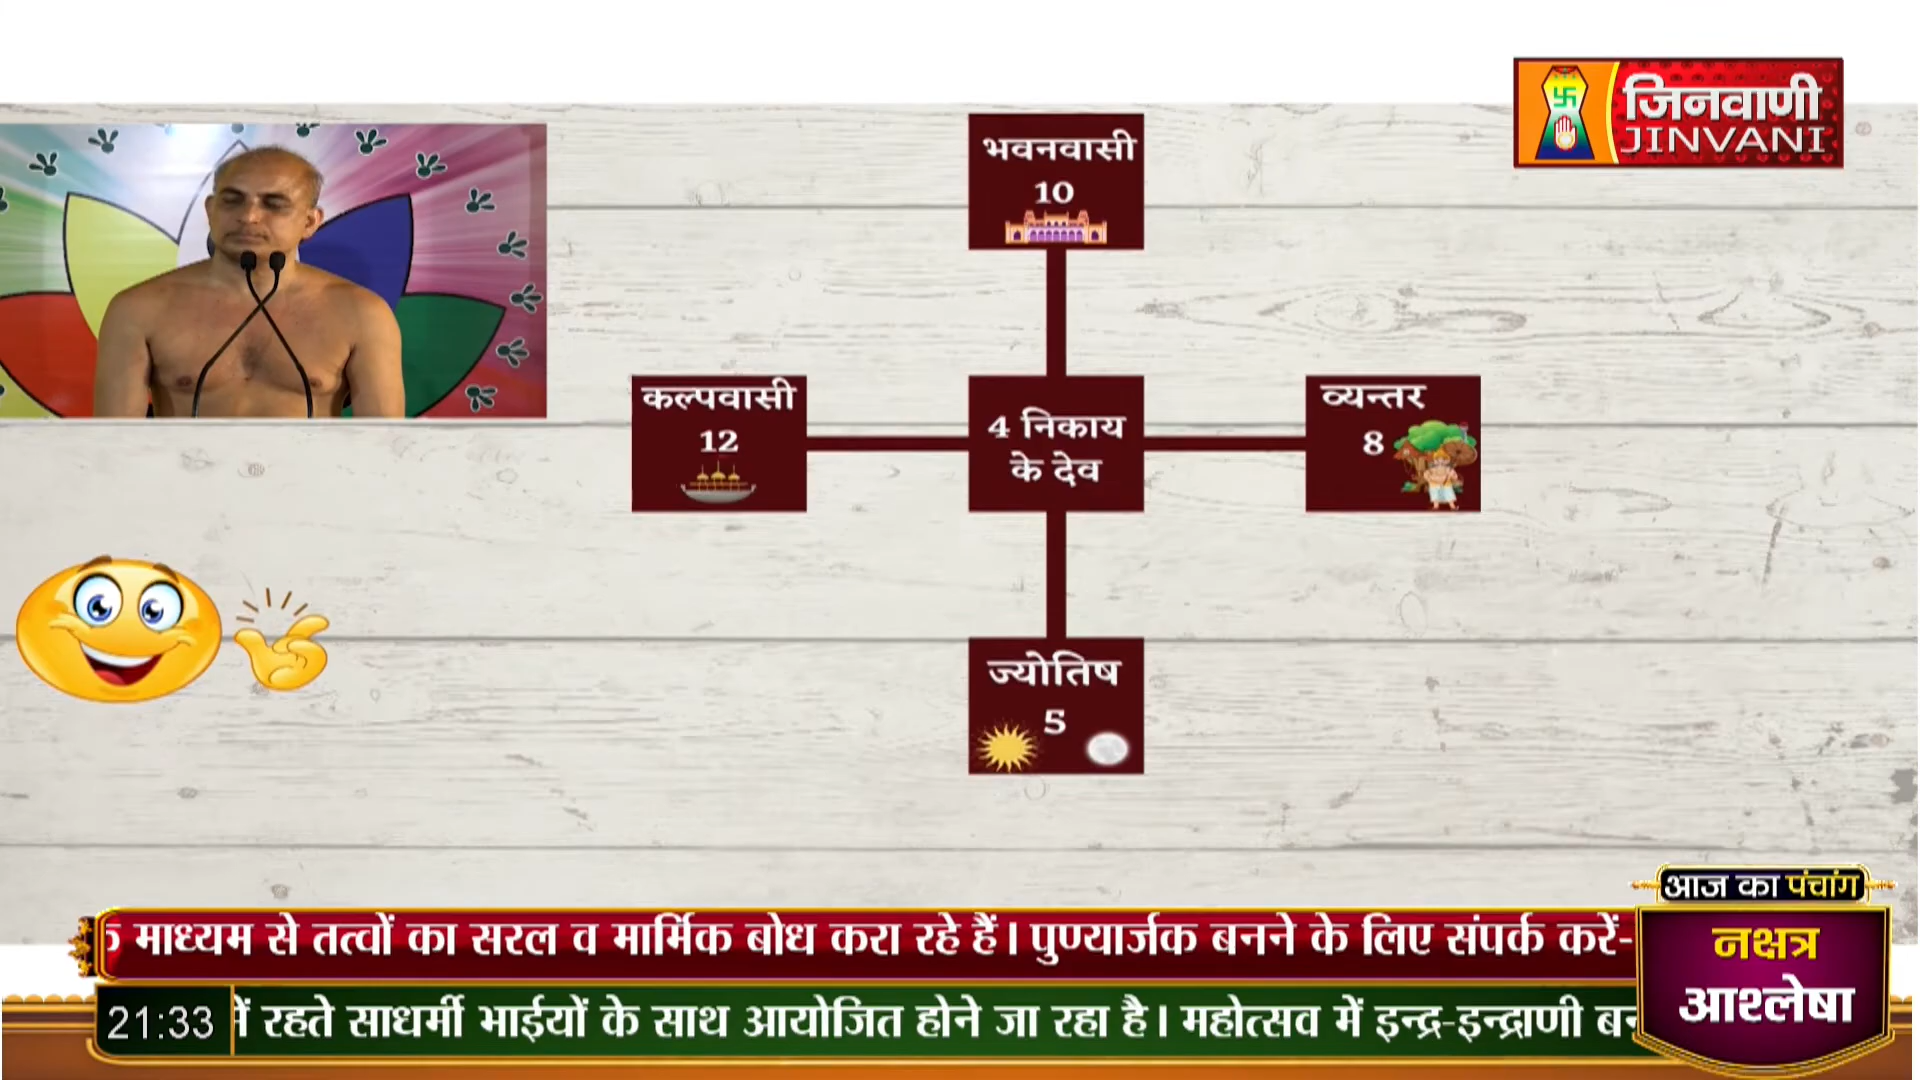 जिनवाणी
JINVANI
भवनवासी
10
कल्पवासी
12
4 निकाय
के देव
व्यन्तर
8
ज्योतिष
5
आज का पंचांग
माध्यम से तत्वों का सरल व मार्मिक बोध करा रहे हैं। पुण्यार्जक बनने के लिए संपर्क करें-
नक्षत्र
आश्लेषा
21:33
में रहते साधर्मी भाईयों के साथ आयोजित होने जा रहा है। महोत्सव में इन्द्र-इन्द्राणी